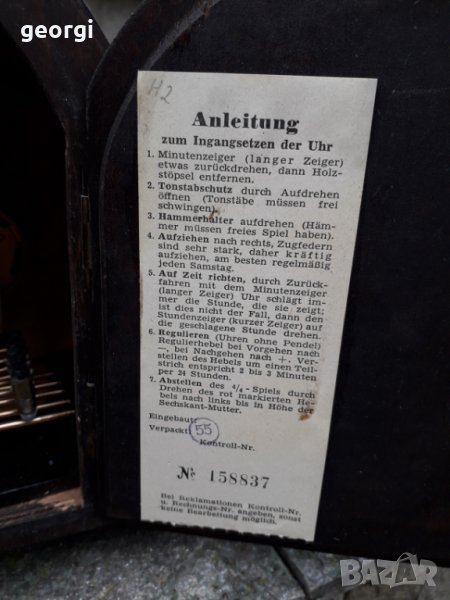 georgi
H2
Anleitung
zum Ingangsetzen der Uhr
1. Minutenzeiger (langer Zeiger)
etwas zurückdrehen, dann Holz-
stöpsel entfernen.
2. Tonstabschutz durch Aufdrehen
öffnen (Tonstäbe müssen frei
schwingen).
3. Hammerhalter aufdrehen (Häm-
mer müssen freies Spiel haben).
4. Aufziehen nach rechts, Zugfedern
sind sehr stark, daher kräftig
aufziehen, am besten regelmäßig
jeden Samstag.
5. Auf Zeit richten, durch Zurück-
fahren mit dem Minutenzeiger
(langer Zeiger) Uhr schlägt im-
mer die Stunde, die sie zeigt;
ist dies nicht der Fall, dann den
Stundenzeiger (kurzer Zeiger) auf
die geschlagene Stunde drehen.
6. Regulieren (Uhren ohne Pendel)
Regulierhebel bei Vorgehen nach
—, bei Nachgehen nach +. Ver-
stellen des Hebels um einen Teil-
strich entspricht 2 bis 3 Minuten
per 24 Stunden.
7. Abstellen des 4/4-Spiels durch
Drehen des rot markierten He-
bels nach links bis in Höhe der
Sechskant-Mutter.
Eingebaut:
Verpackt: 55
Kontroll-Nr.
№ 158837
Bei Reklamationen Kontroll-Nr.
u. Rechnungs-Nr. angeben, sonst
keine Bearbeitung möglich.
BAZAR